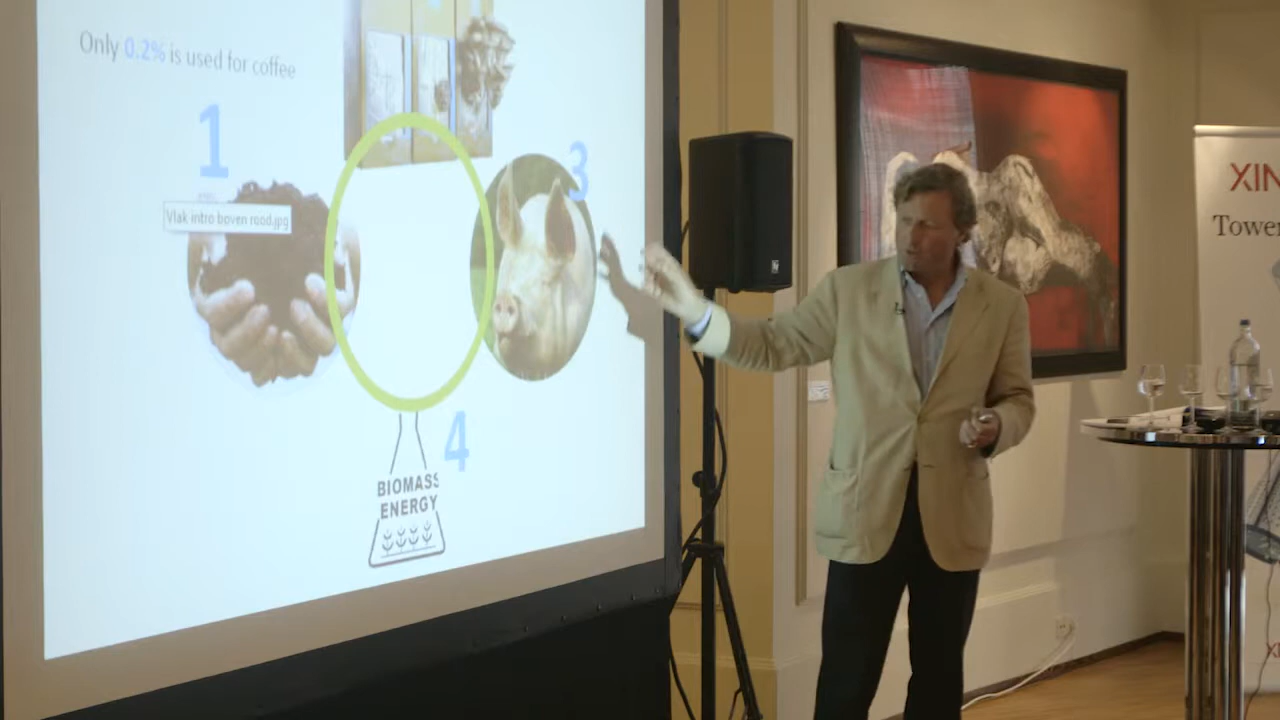 Only 0.2% is used for coffee
1
Vlak intro boven rood.jpg
3
4
BIOMASS
ENERGY
XIN
Tower